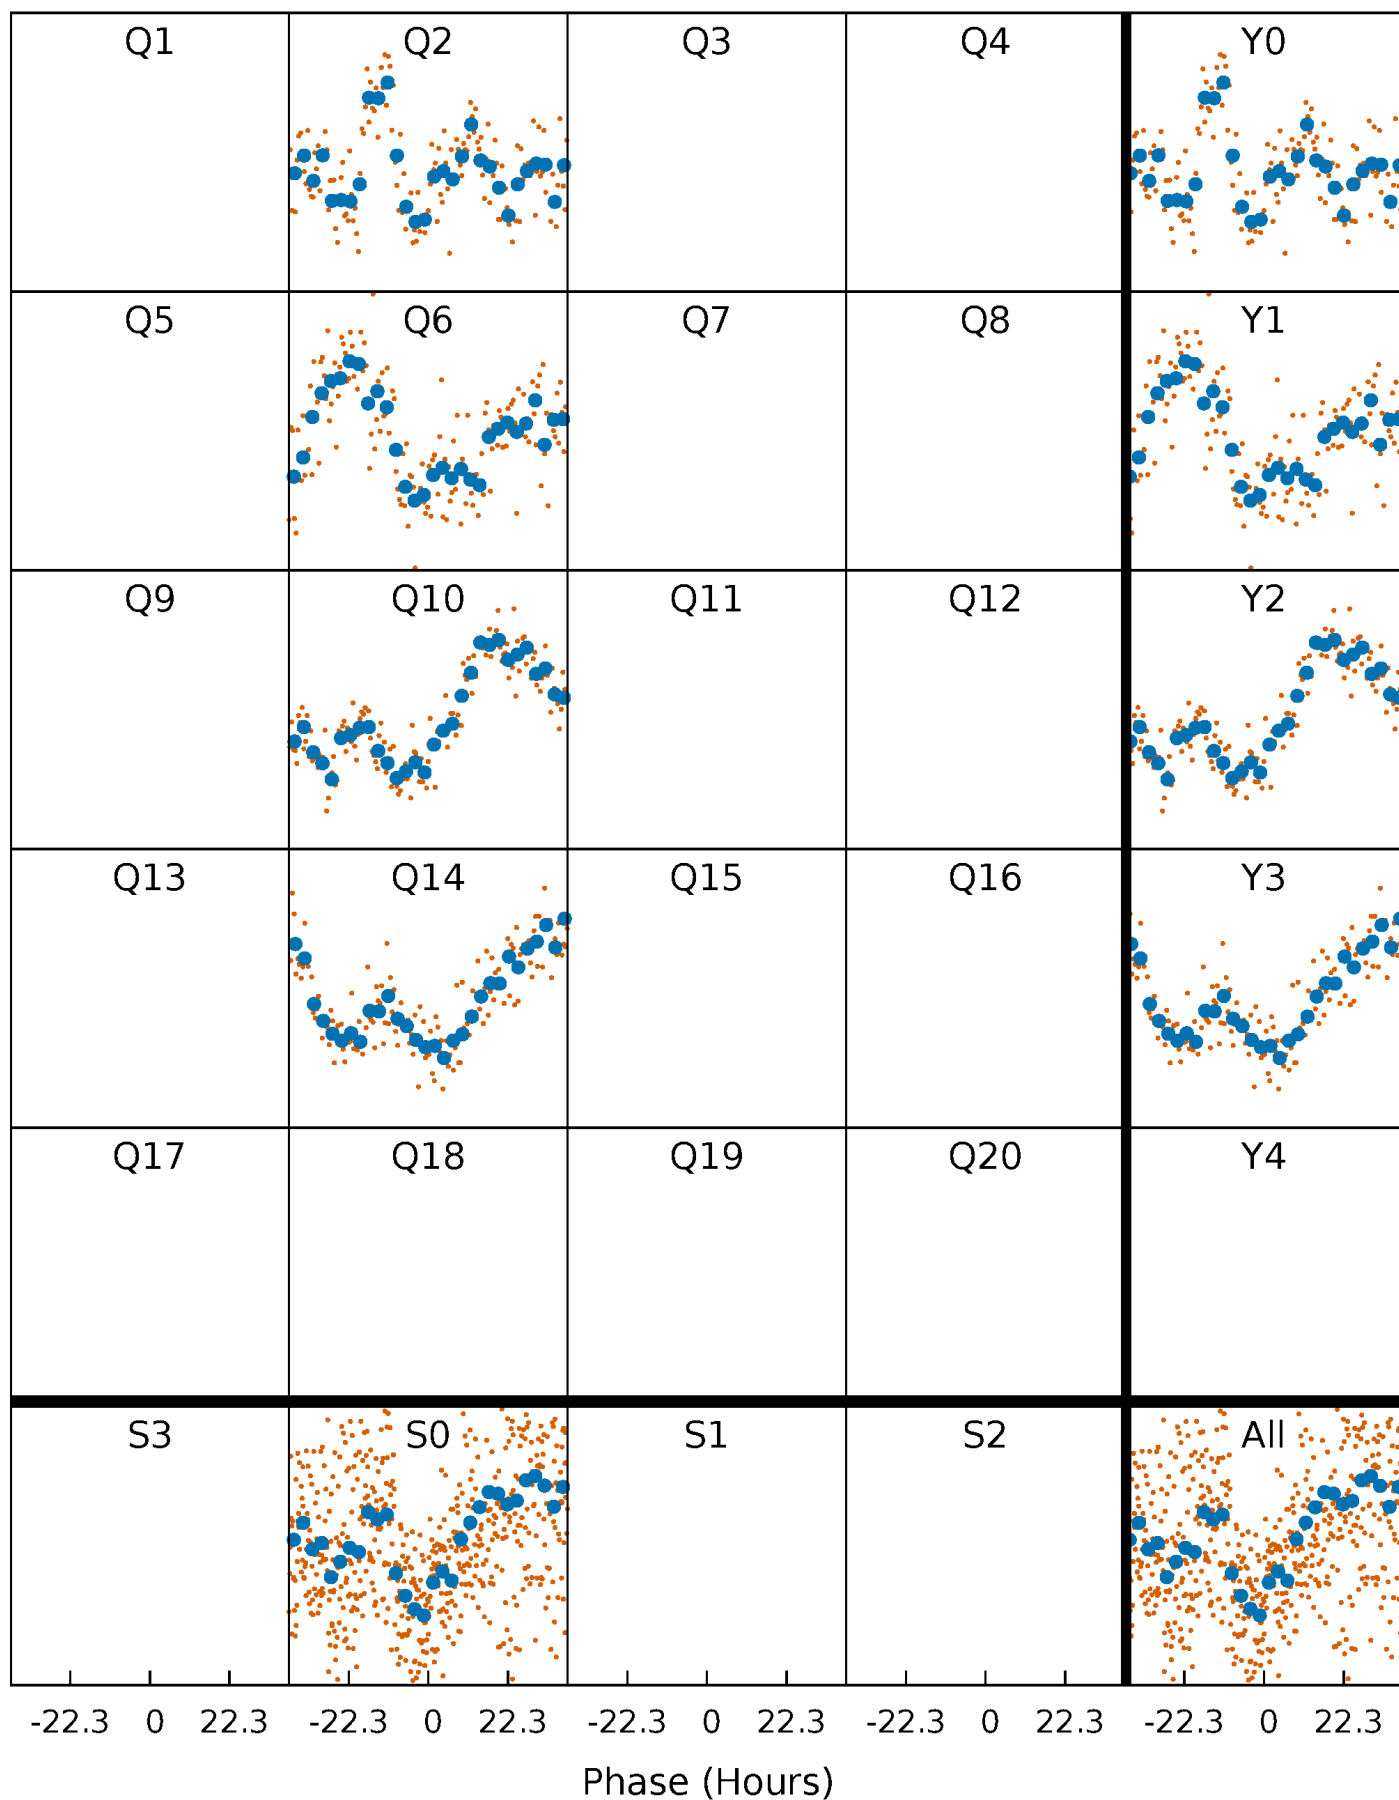 Q1 Q2 Q3 Q4 Y0
Q5 Q6 Q7 Q8 Y1
Q9 Q10 Q11 Q12 Y2
Q13 Q14 Q15 Q16 Y3
Q17 Q18 Q19 Q20 Y4
S3 S0 S1 S2 All
-22.3 0 22.3 -22.3 0 22.3 -22.3 0 22.3 -22.3 0 22.3 -22.3 0 22.3
Phase (Hours)